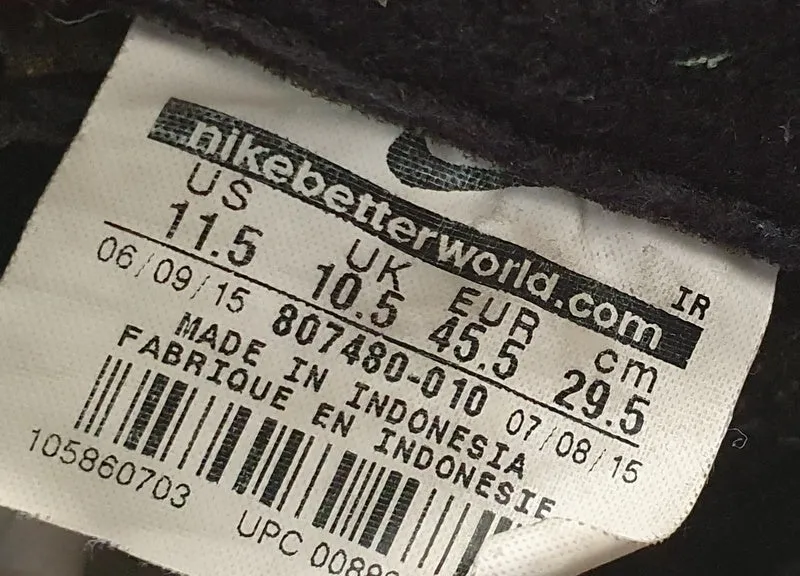 nikebetterworld.com
IR
US UK EUR cm
11.5 10.5 45.5 29.5
06/09/15 807480-010 07/08/15
MADE IN INDONESIA
FABRIQUE EN INDONESIE
105860703
UPC 0088